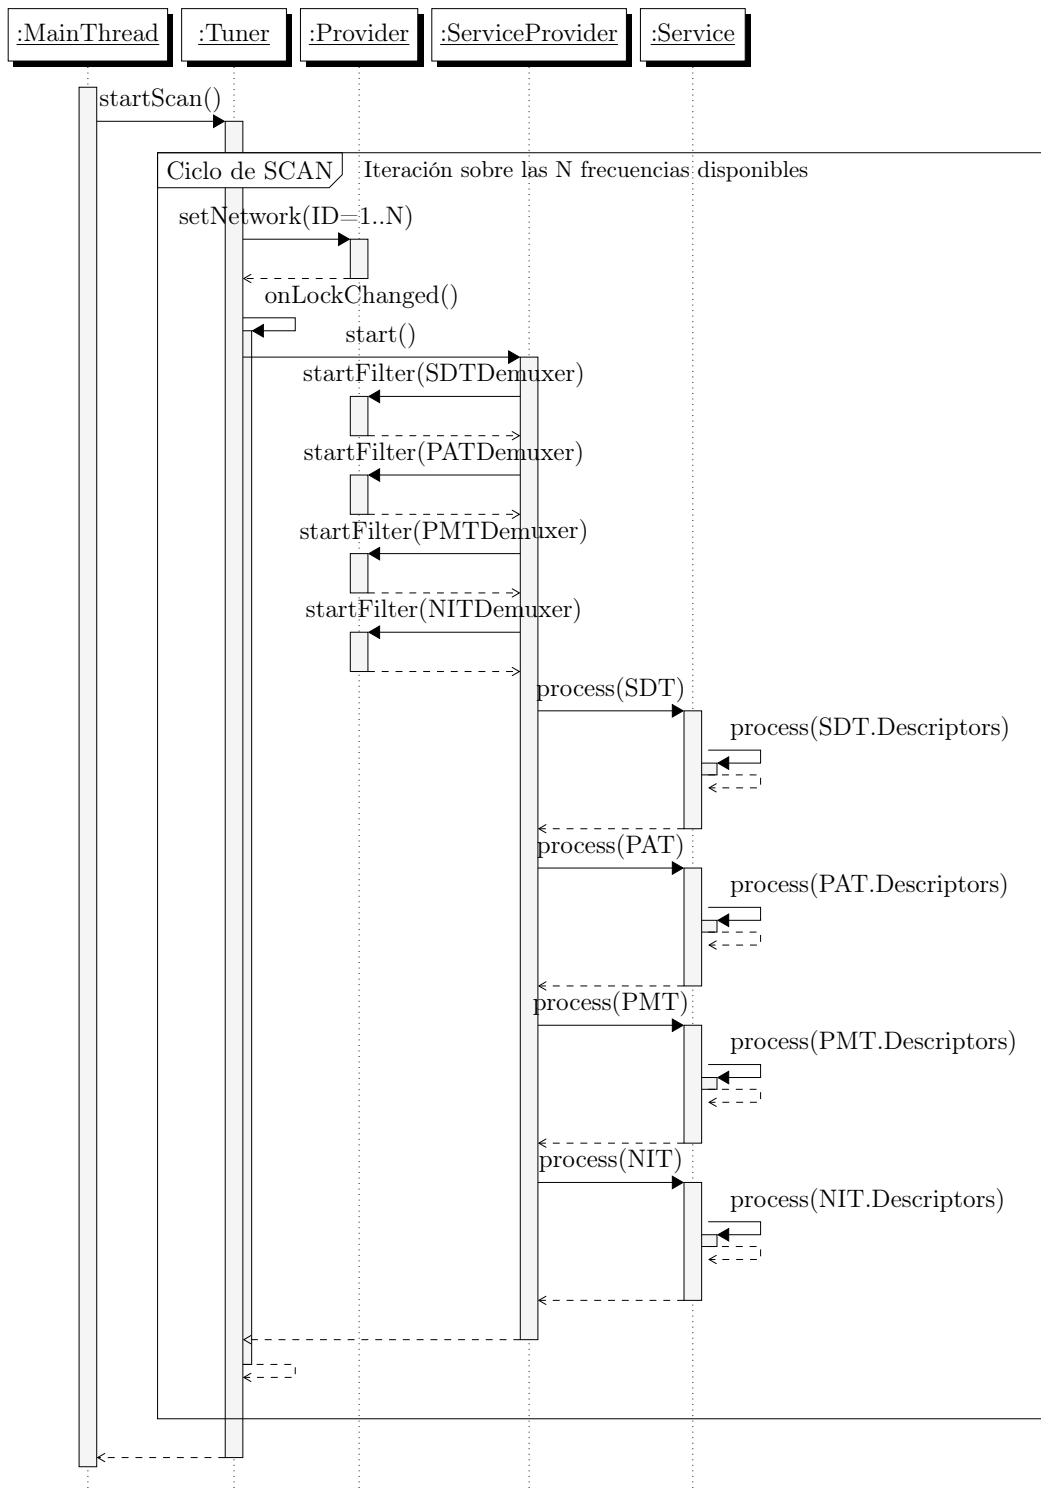 :MainThread :Tuner :Provider :ServiceProvider :Service
startScan()
Ciclo de SCAN Iteración sobre las N frecuencias disponibles
setNetwork(ID=1..N)
onLockChanged()
start()
startFilter(SDTDemuxer)
startFilter(PATDemuxer)
startFilter(PMTDemuxer)
startFilter(NITDemuxer)
process(SDT)
process(SDT.Descriptors)
process(PAT)
process(PAT.Descriptors)
process(PMT)
process(PMT.Descriptors)
process(NIT)
process(NIT.Descriptors)